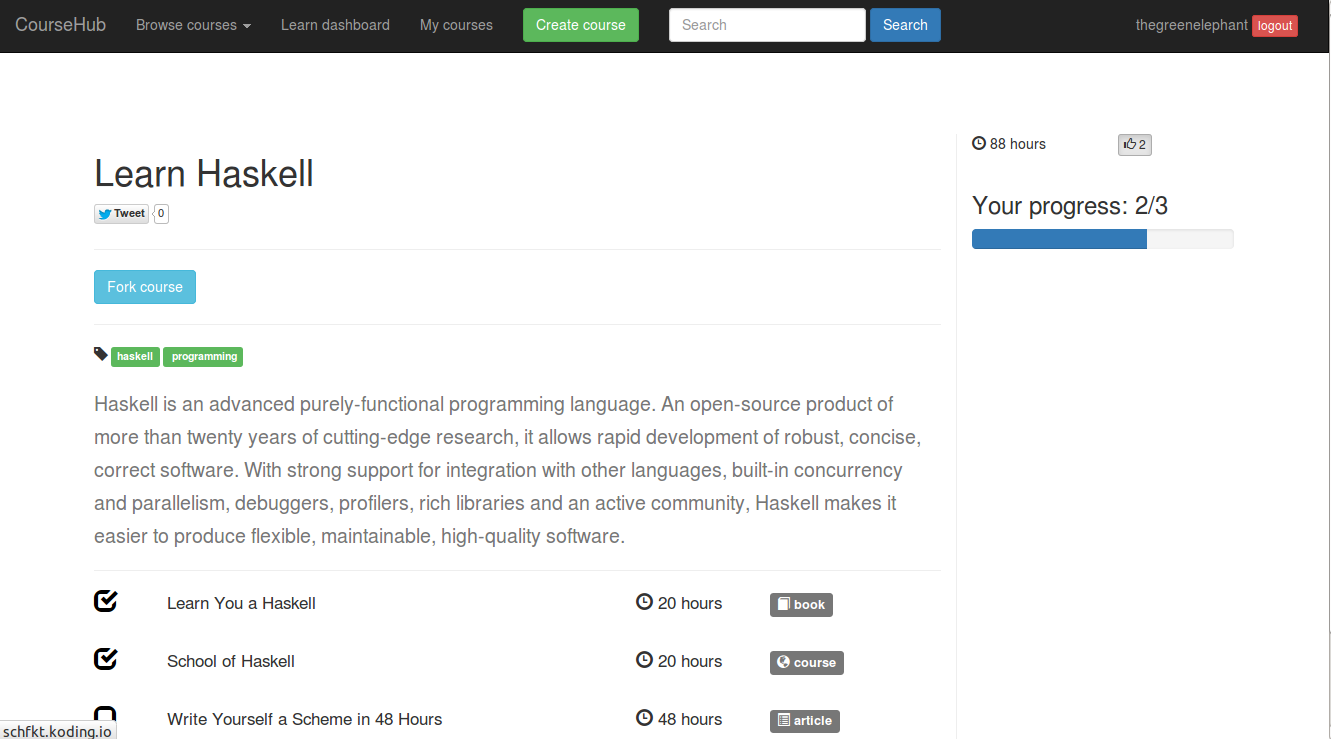 CourseHub Browse courses Learn dashboard My courses Create course Search Search thegreenelephant logout
88 hours 2
Learn Haskell
Your progress: 2/3
Tweet 0
Fork course
haskell programming
Haskell is an advanced purely-functional programming language. An open-source product of
more than twenty years of cutting-edge research, it allows rapid development of robust, concise,
correct software. With strong support for integration with other languages, built-in concurrency
and parallelism, debuggers, profilers, rich libraries and an active community, Haskell makes it
easier to produce flexible, maintainable, high-quality software.
Learn You a Haskell 20 hours book
School of Haskell 20 hours course
Write Yourself a Scheme in 48 Hours 48 hours article
schfkt.koding.io